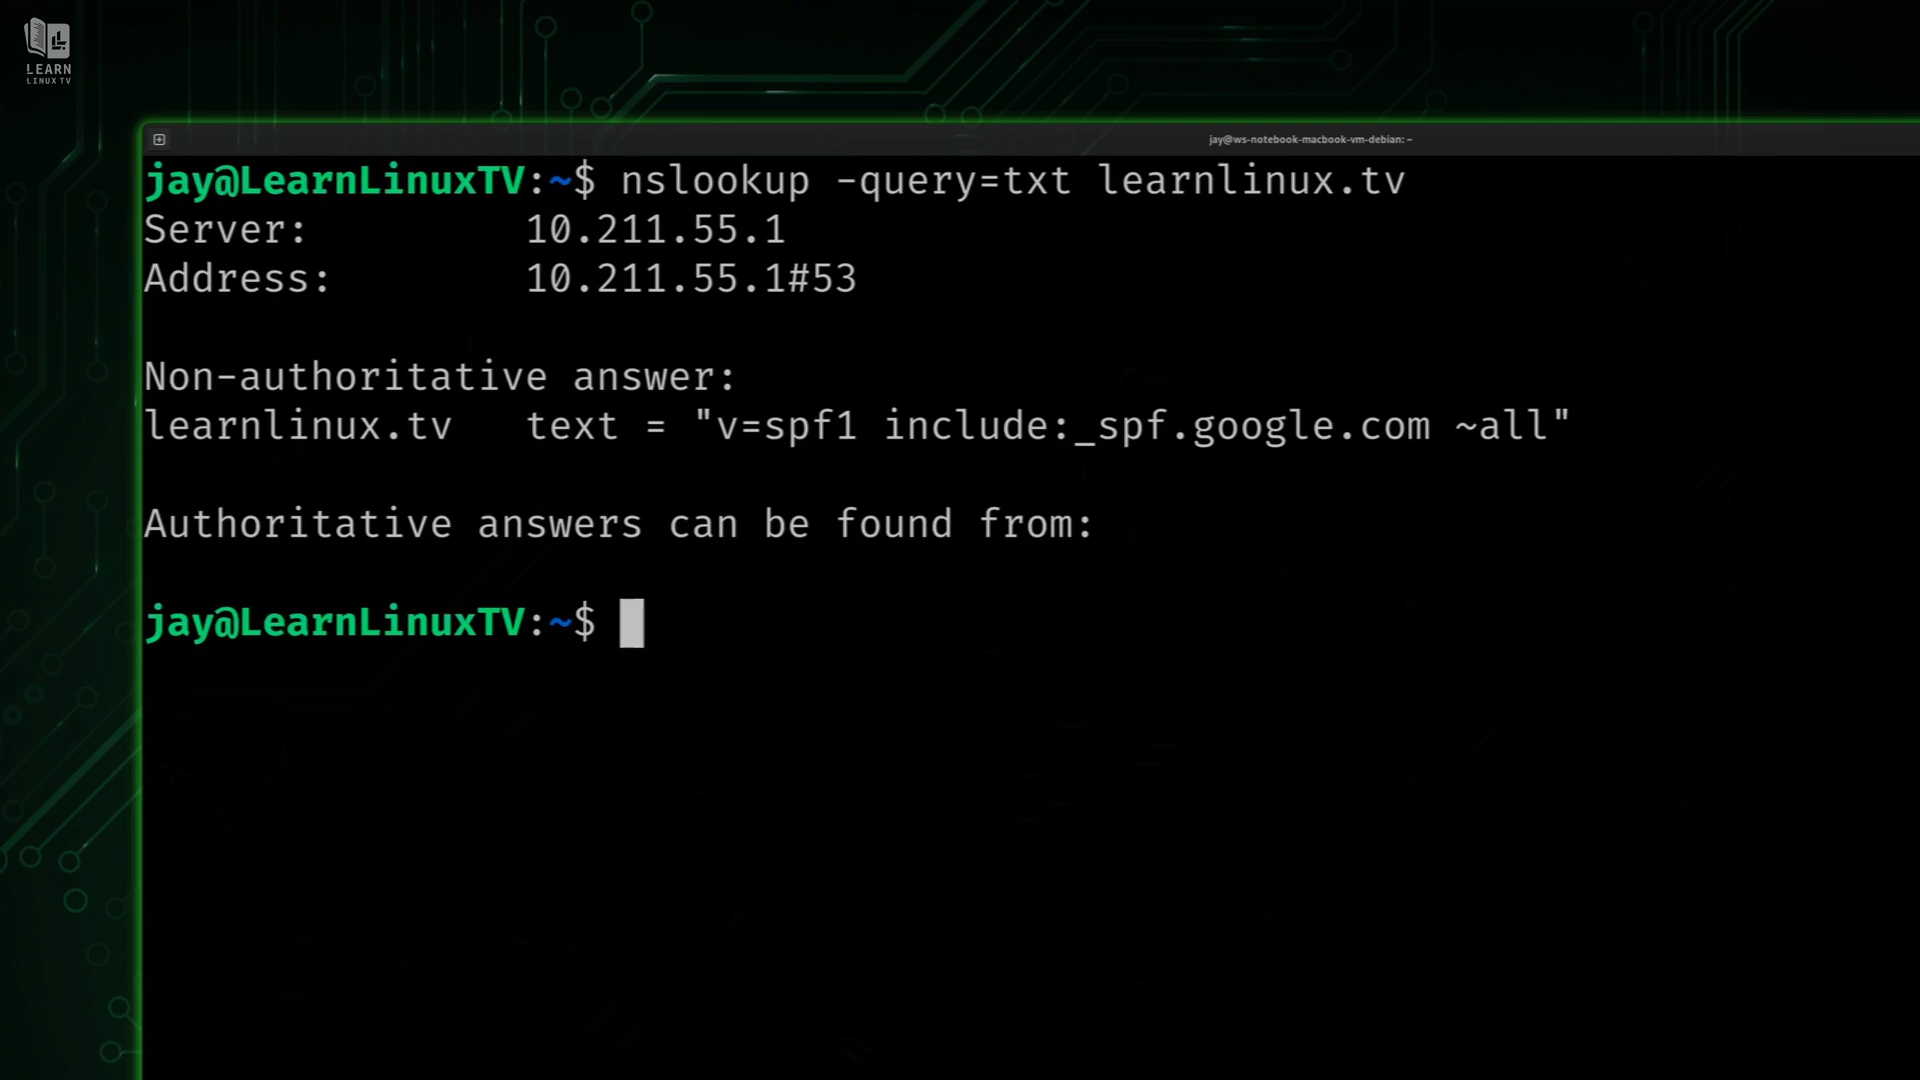 LEARN
LINUX TV
jay@ws-notebook-macbook-vm-debian: ~
jay@LearnLinuxTV:~$ nslookup -query=txt learnlinux.tv
Server:		10.211.55.1
Address:	10.211.55.1#53
Non-authoritative answer:
learnlinux.tv	text = "v=spf1 include:_spf.google.com ~all"
Authoritative answers can be found from:
jay@LearnLinuxTV:~$